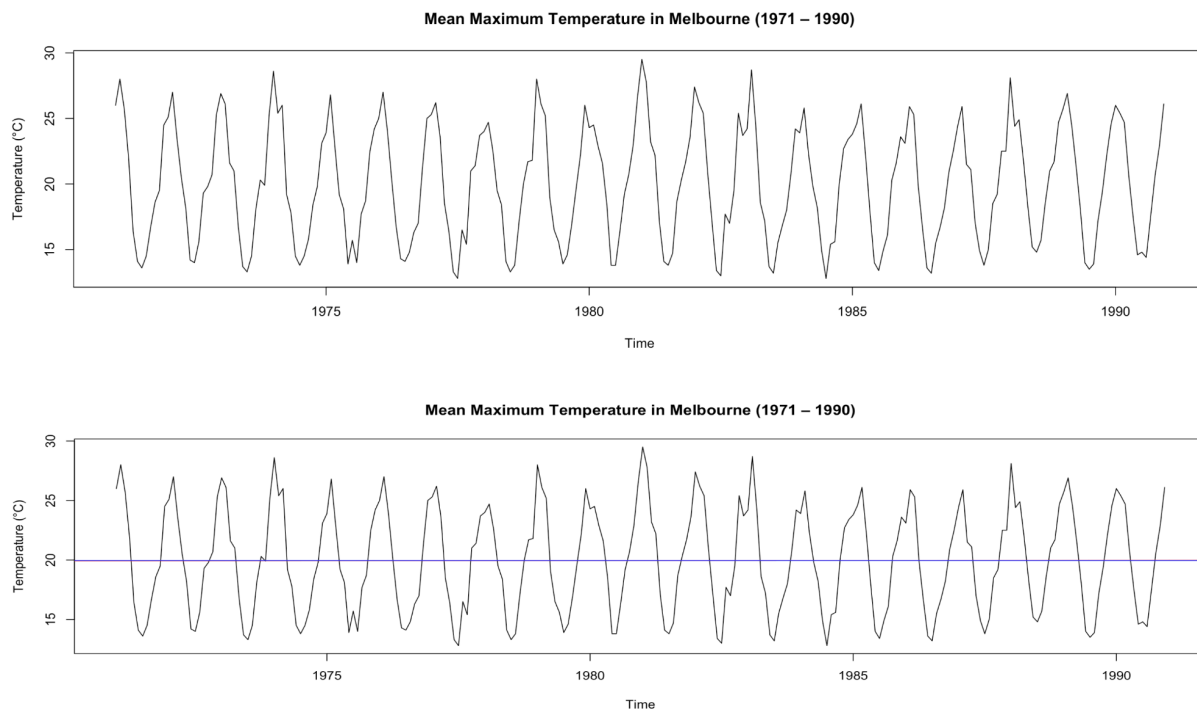 Mean Maximum Temperature in Melbourne (1971 – 1990)
30
25
20
15
Temperature (°C)
1975 1980 1985 1990
Time
Mean Maximum Temperature in Melbourne (1971 – 1990)
30
25
20
15
Temperature (°C)
1975 1980 1985 1990
Time